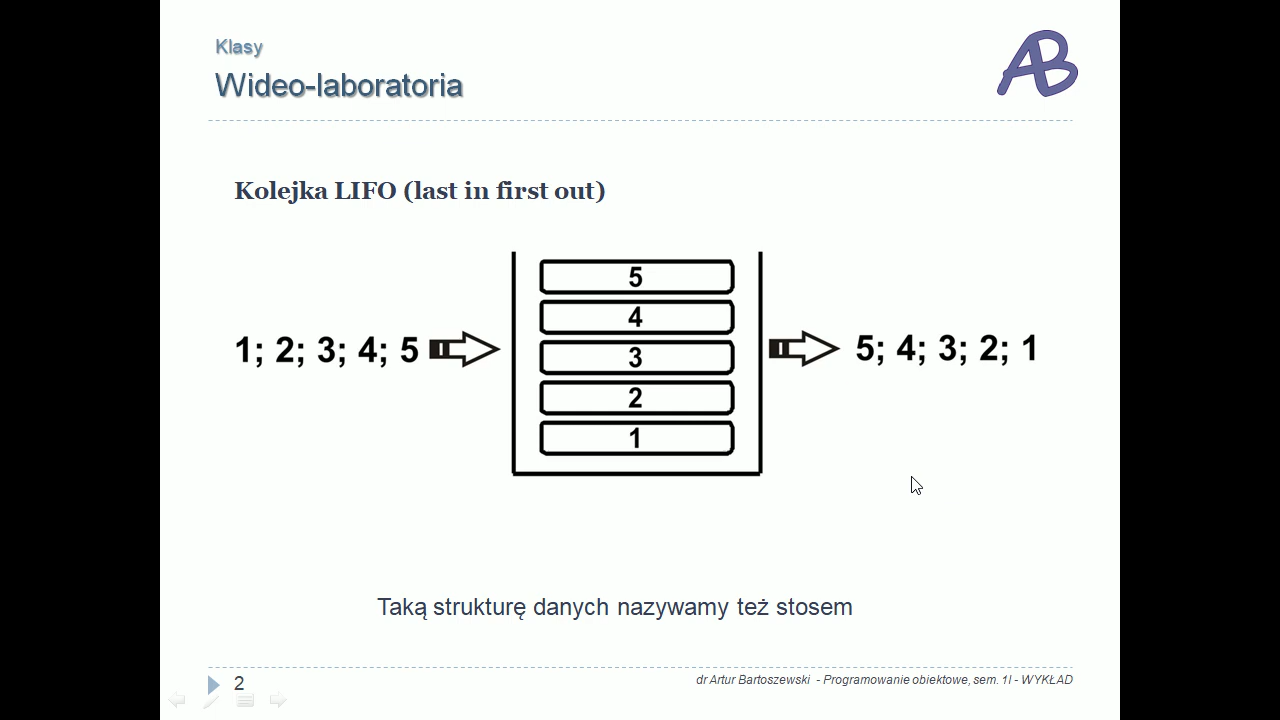 Klasy
Wideo-laboratoria
AB
Kolejka LIFO (last in first out)
5
4
1; 2; 3; 4; 5
5; 4; 3; 2; 1
3
2
1
Taką strukturę danych nazywamy też stosem
2
dr Artur Bartoszewski - Programowanie obiektowe, sem. 1I - WYKŁAD